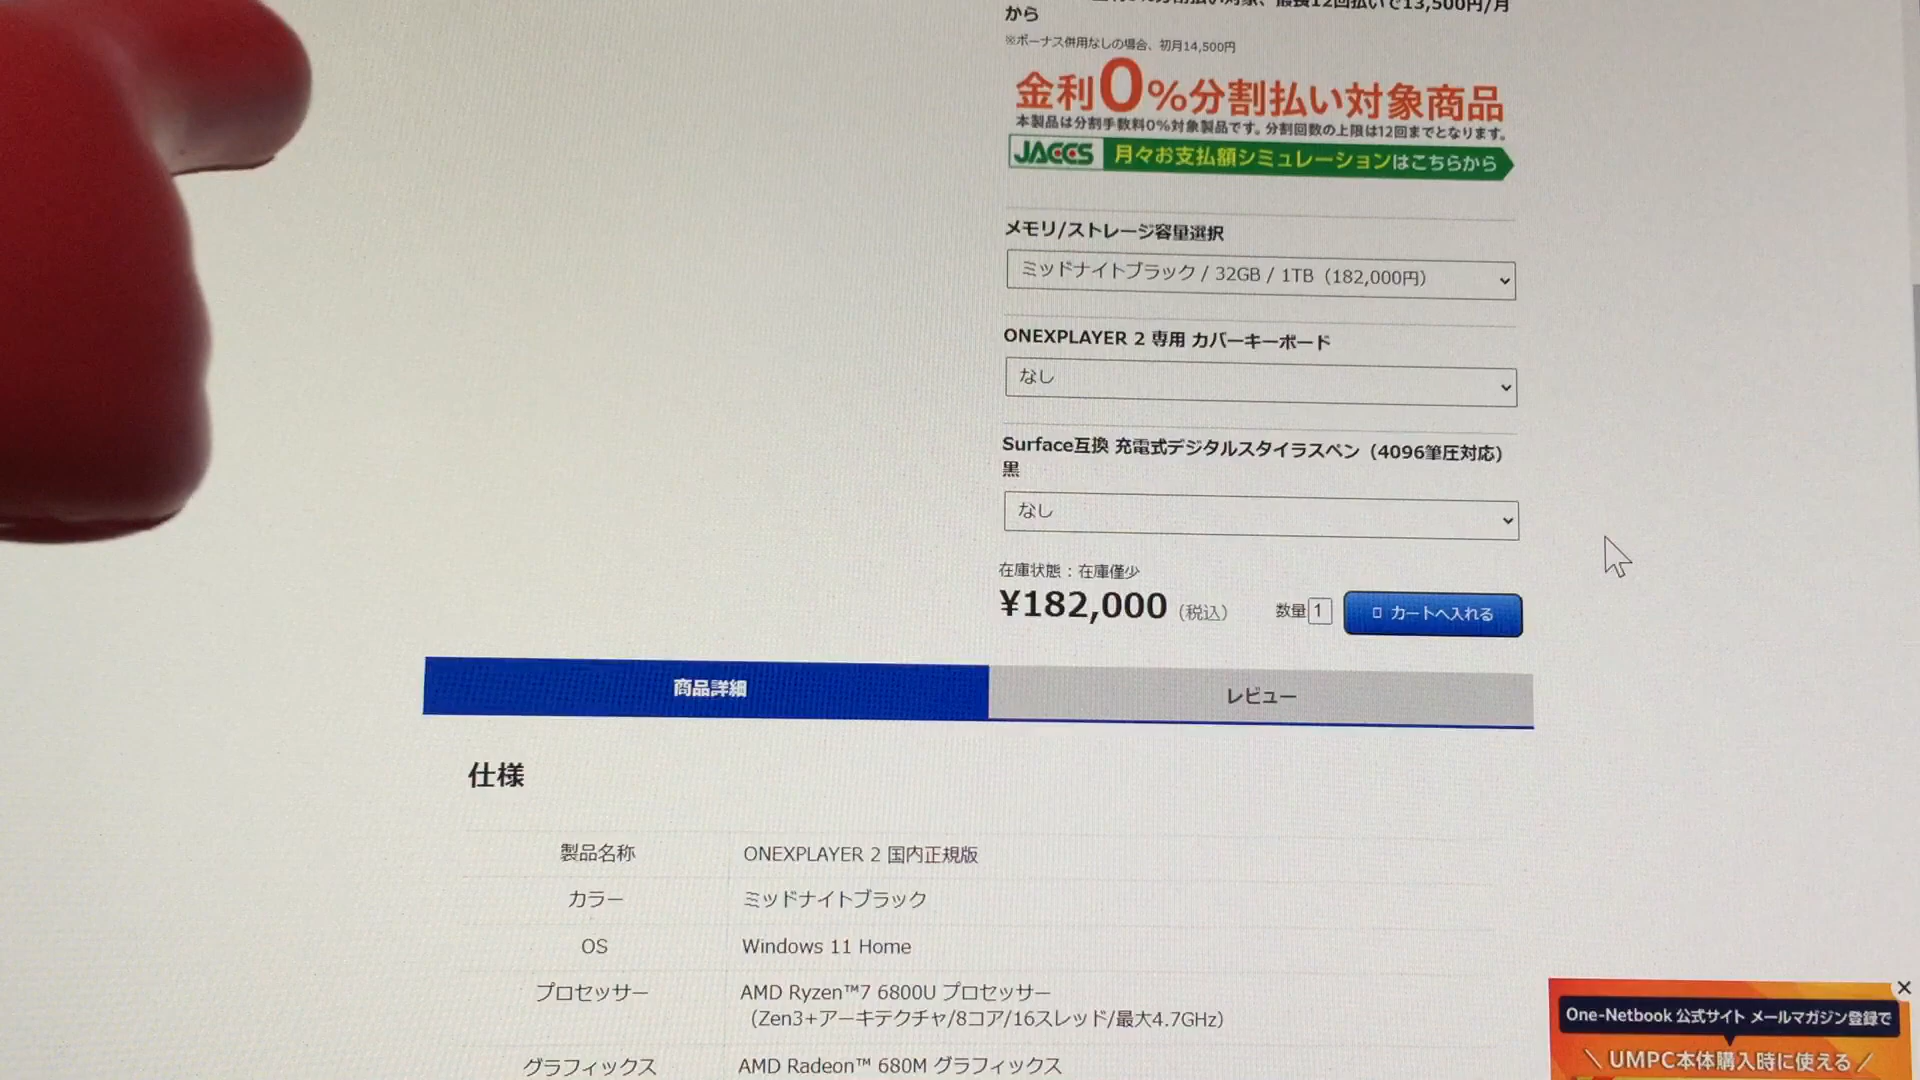 最長12回払いで13,500円/月
から
※ボーナス併用なしの場合、初月14,500円
金利0%分割払い対象商品
本製品は分割手数料0%対象製品です。分割回数の上限は12回までとなります。
JACCS 月々お支払額シミュレーションはこちらから
メモリ/ストレージ容量選択
ミッドナイトブラック / 32GB / 1TB（182,000円）
ONEXPLAYER 2 専用 カバーキーボード
なし
Surface互換 充電式デジタルスタイラスペン（4096筆圧対応）
黒
なし
在庫状態 : 在庫僅少
¥182,000 （税込） 数量 1 カートへ入れる
商品詳細 レビュー
仕様
製品名称 ONEXPLAYER 2 国内正規版
カラー ミッドナイトブラック
OS Windows 11 Home
プロセッサー AMD Ryzen™7 6800U プロセッサー
（Zen3+アーキテクチャ/8コア/16スレッド/最大4.7GHz）
グラフィックス AMD Radeon™ 680M グラフィックス
One-Netbook 公式サイト メールマガジン登録で
＼ UMPC本体購入時に使える ／